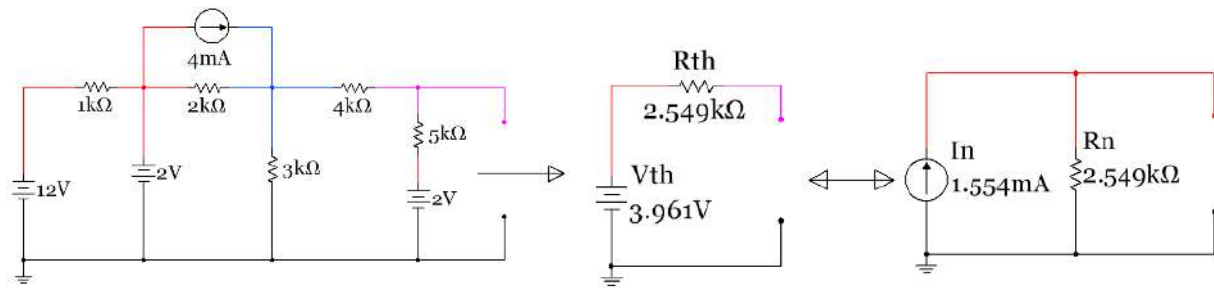 4mA
1kΩ
2kΩ
4kΩ
5kΩ
3kΩ
12V
2V
2V
Rth
2.549kΩ
Vth
3.961V
In
1.554mA
Rn
2.549kΩ